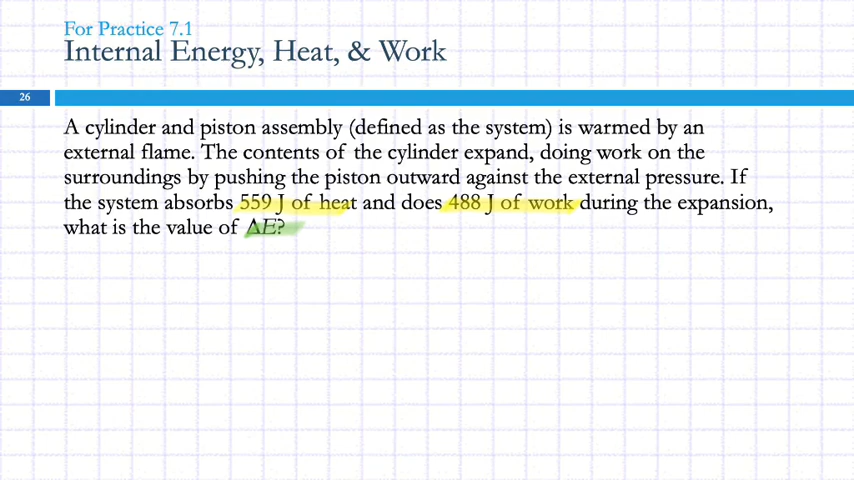 For Practice 7.1
Internal Energy, Heat, & Work
26
A cylinder and piston assembly (defined as the system) is warmed by an
external flame. The contents of the cylinder expand, doing work on the
surroundings by pushing the piston outward against the external pressure. If
the system absorbs 559 J of heat and does 488 J of work during the expansion,
what is the value of ΔE?